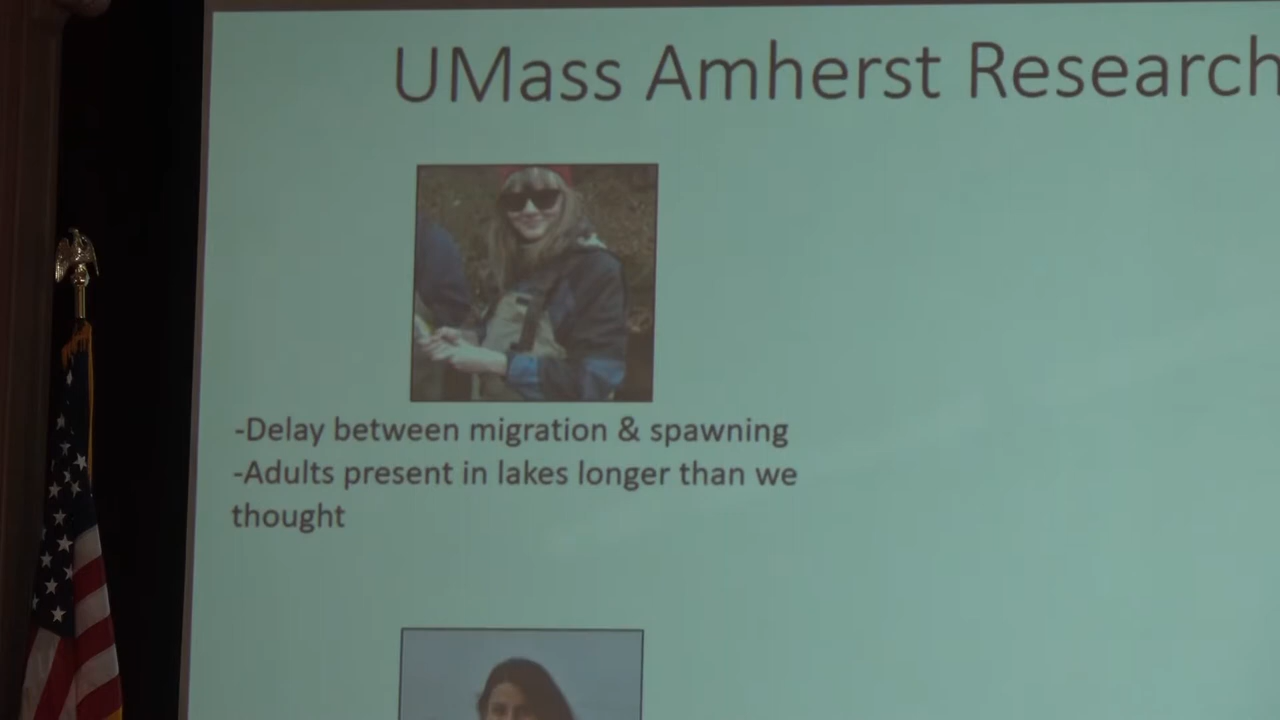 UMass Amherst Research
-Delay between migration & spawning
-Adults present in lakes longer than we
thought